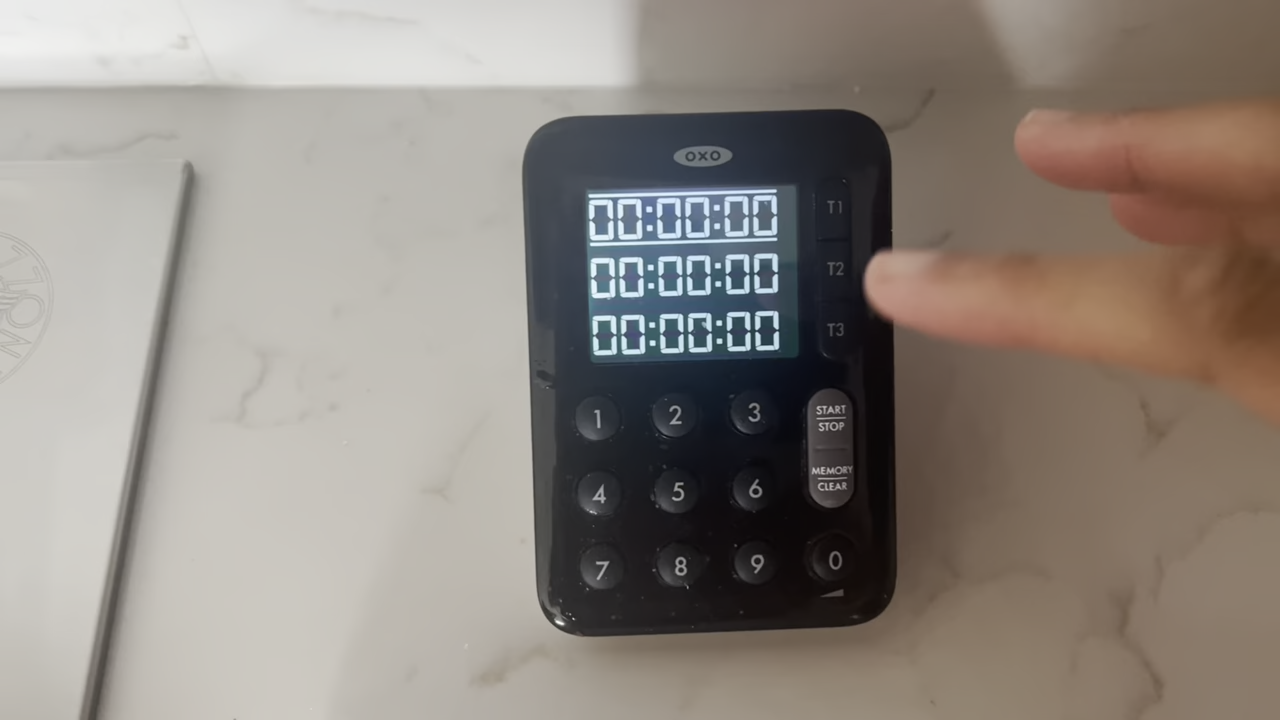 OXO
00:00:00 T1
00:00:00 T2
00:00:00 T3
1 2 3 START
STOP
4 5 6 MEMORY
CLEAR
7 8 9 0